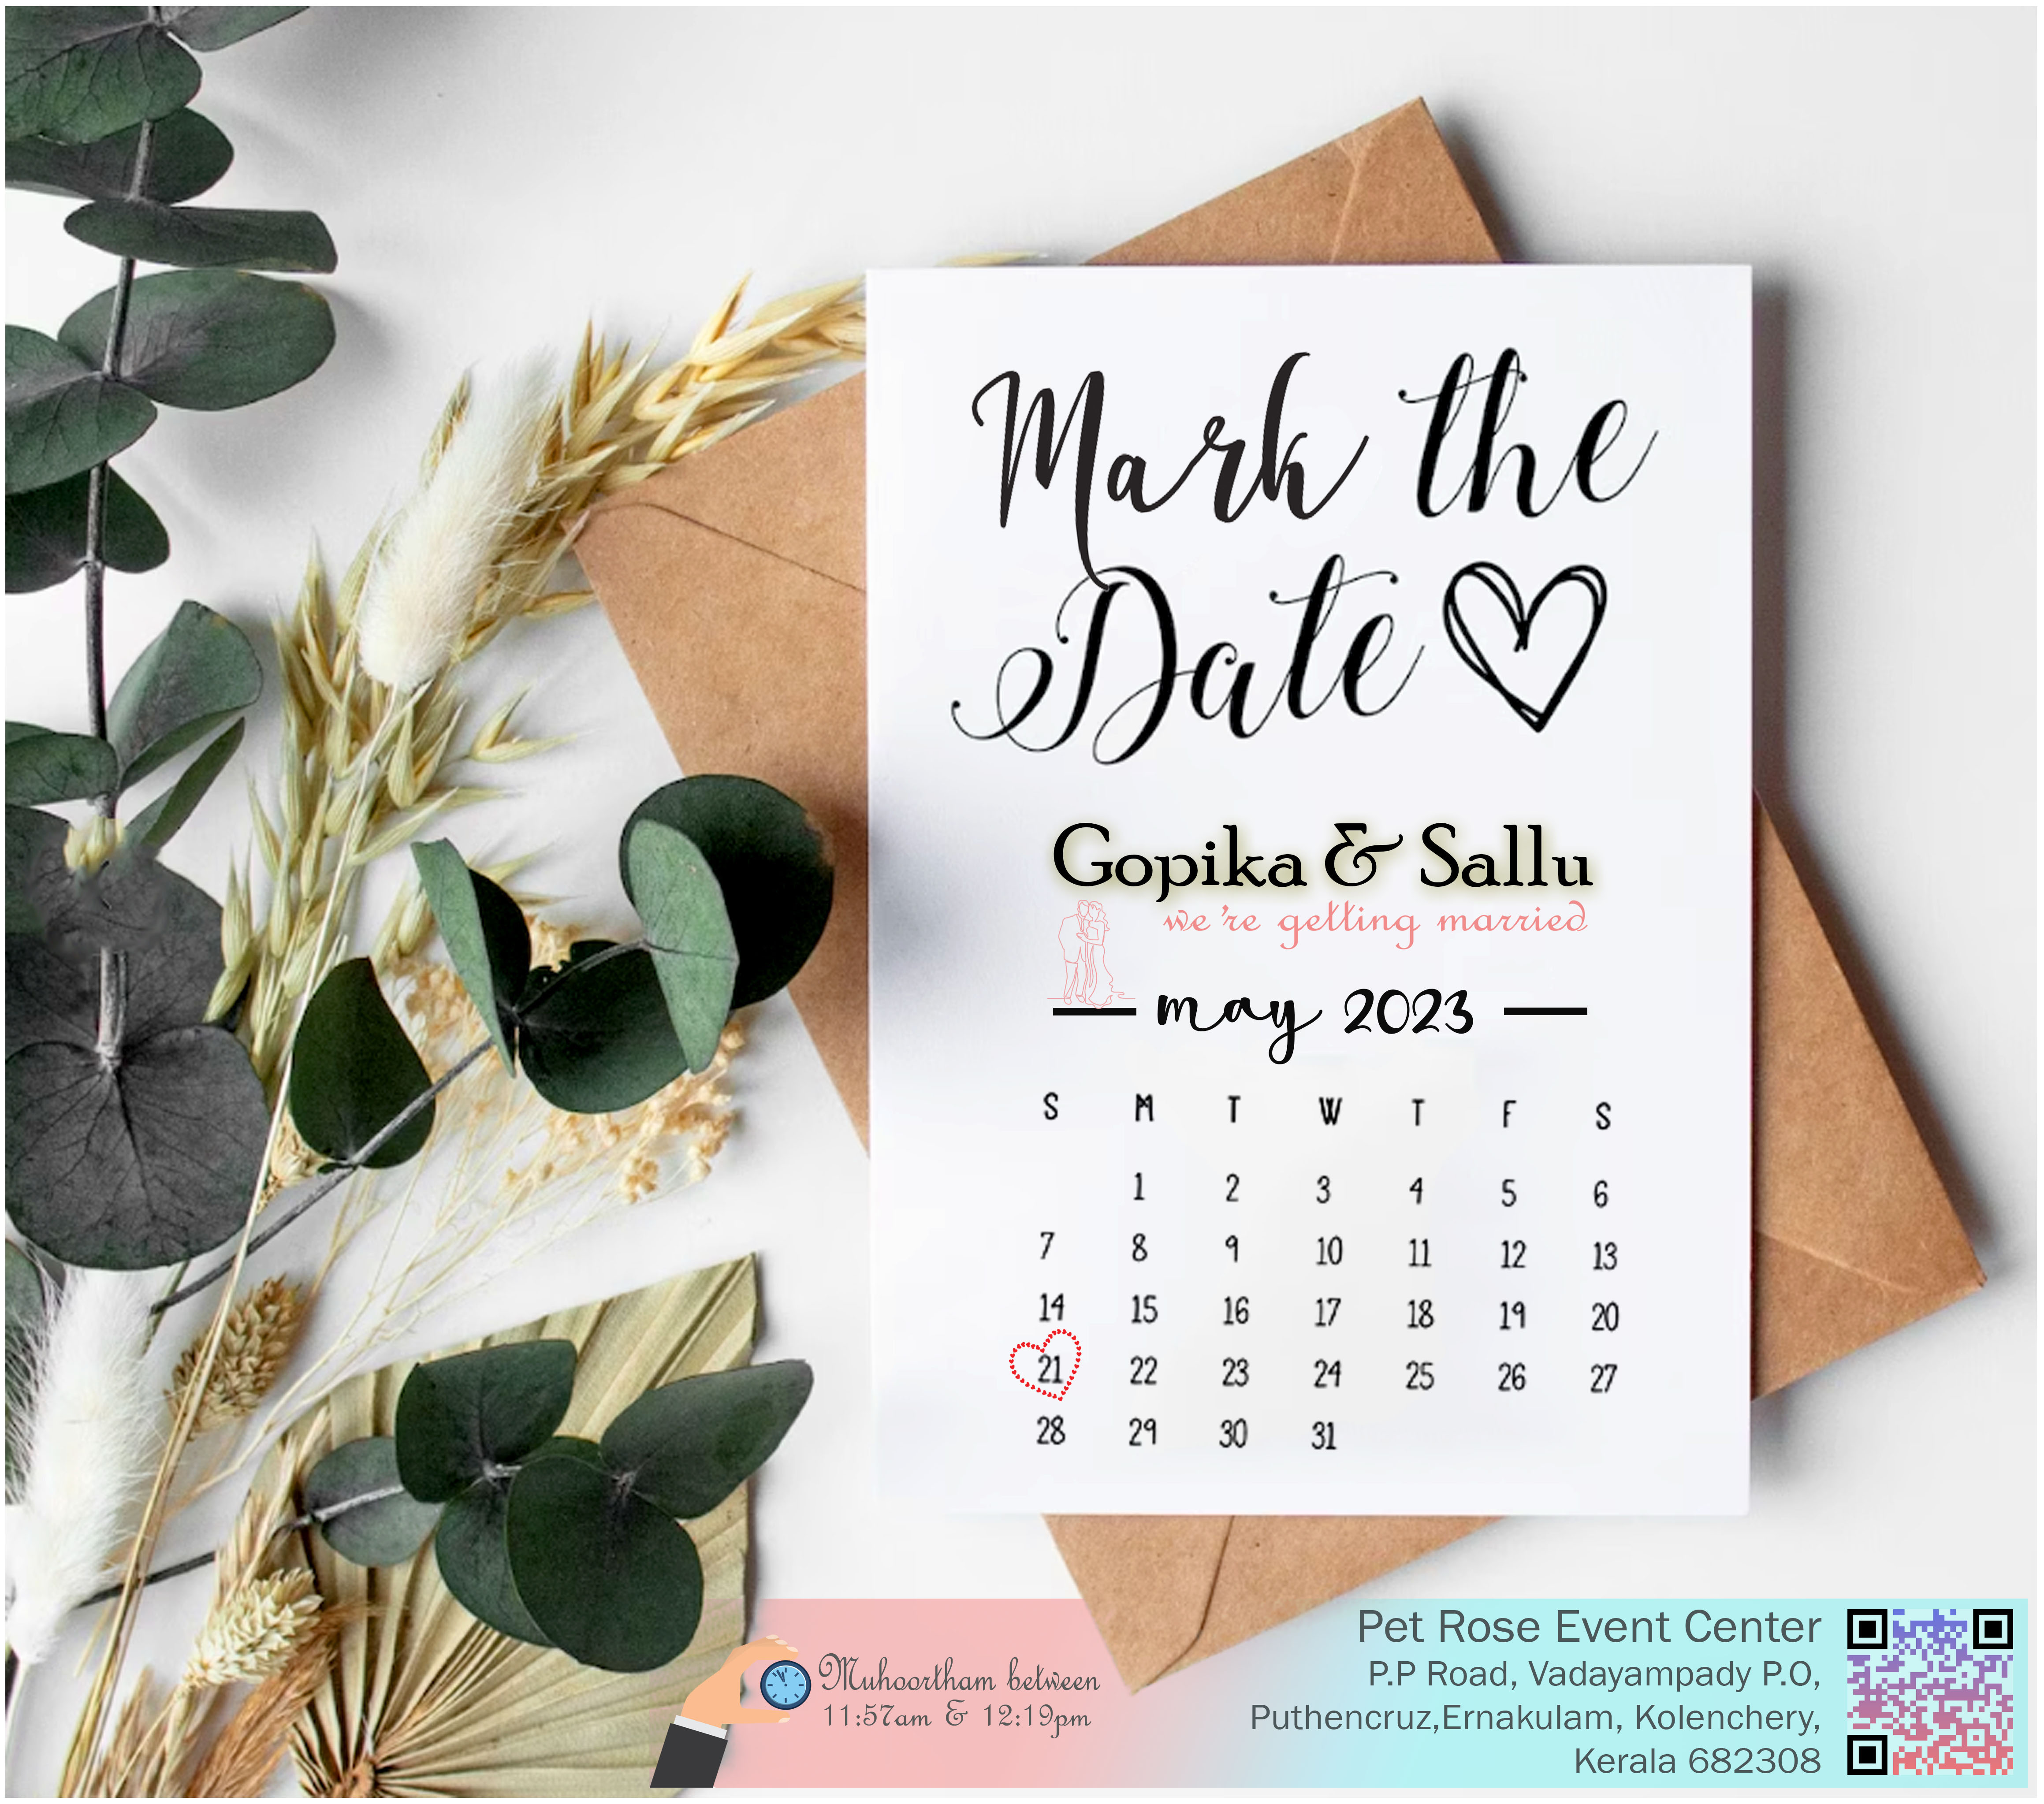 Mark the
Date
Gopika & Sallu
we're getting married
may 2023
S M T W T F S
1 2 3 4 5 6
7 8 9 10 11 12 13
14 15 16 17 18 19 20
21 22 23 24 25 26 27
28 29 30 31
Muhoortham between
11:57am & 12:19pm
Pet Rose Event Center
P.P Road, Vadayampady P.O,
Puthencruz,Ernakulam, Kolenchery,
Kerala 682308